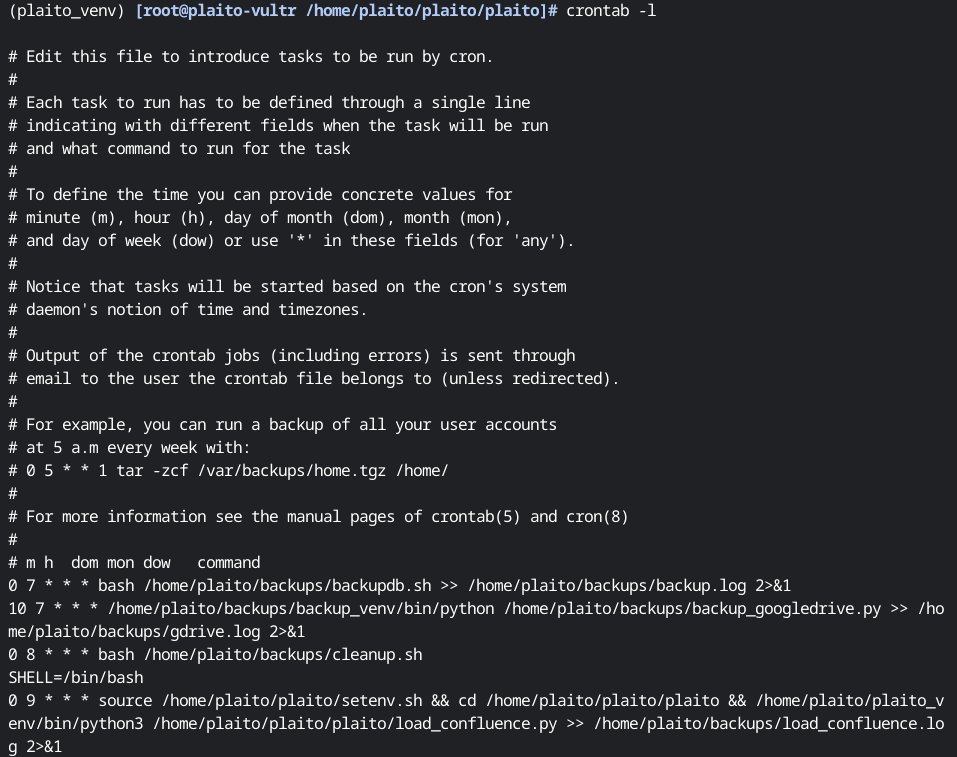 (plaito_venv) [root@plaito-vultr /home/plaito/plaito/plaito]# crontab -l
# Edit this file to introduce tasks to be run by cron.
#
# Each task to run has to be defined through a single line
# indicating with different fields when the task will be run
# and what command to run for the task
#
# To define the time you can provide concrete values for
# minute (m), hour (h), day of month (dom), month (mon),
# and day of week (dow) or use '*' in these fields (for 'any').
#
# Notice that tasks will be started based on the cron's system
# daemon's notion of time and timezones.
#
# Output of the crontab jobs (including errors) is sent through
# email to the user the crontab file belongs to (unless redirected).
#
# For example, you can run a backup of all your user accounts
# at 5 a.m every week with:
# 0 5 * * 1 tar -zcf /var/backups/home.tgz /home/
#
# For more information see the manual pages of crontab(5) and cron(8)
#
# m h  dom mon dow   command
0 7 * * * bash /home/plaito/backups/backupdb.sh >> /home/plaito/backups/backup.log 2>&1
10 7 * * * /home/plaito/backups/backup_venv/bin/python /home/plaito/backups/backup_googledrive.py >> /ho
me/plaito/backups/gdrive.log 2>&1
0 8 * * * bash /home/plaito/backups/cleanup.sh
SHELL=/bin/bash
0 9 * * * source /home/plaito/plaito/setenv.sh && cd /home/plaito/plaito/plaito && /home/plaito/plaito_v
env/bin/python3 /home/plaito/plaito/plaito/load_confluence.py >> /home/plaito/backups/load_confluence.lo
g 2>&1